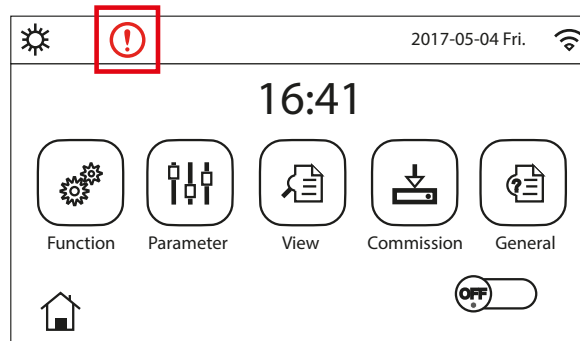 2017-05-04 Fri.
16:41
Function Parameter View Commission General
OFF